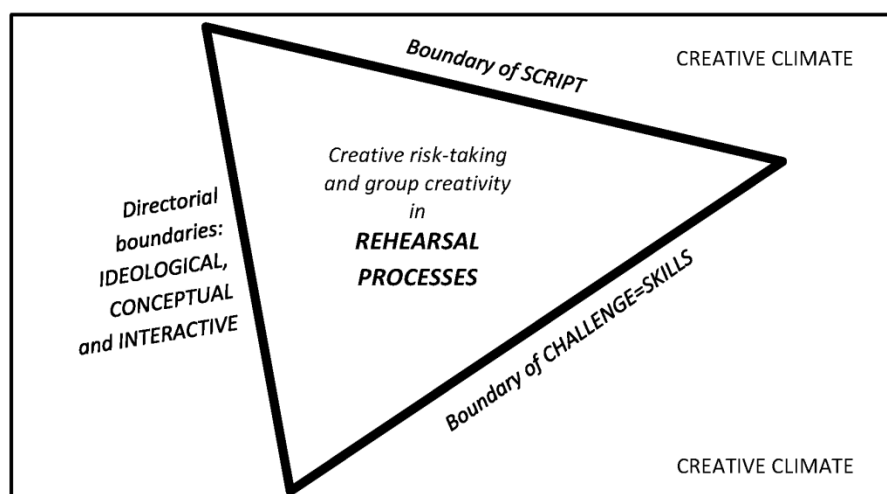 Boundary of SCRIPT
CREATIVE CLIMATE
Creative risk-taking
and group creativity
in
REHEARSAL
PROCESSES
Directorial
boundaries:
IDEOLOGICAL,
CONCEPTUAL
and INTERACTIVE
Boundary of CHALLENGE=SKILLS
CREATIVE CLIMATE